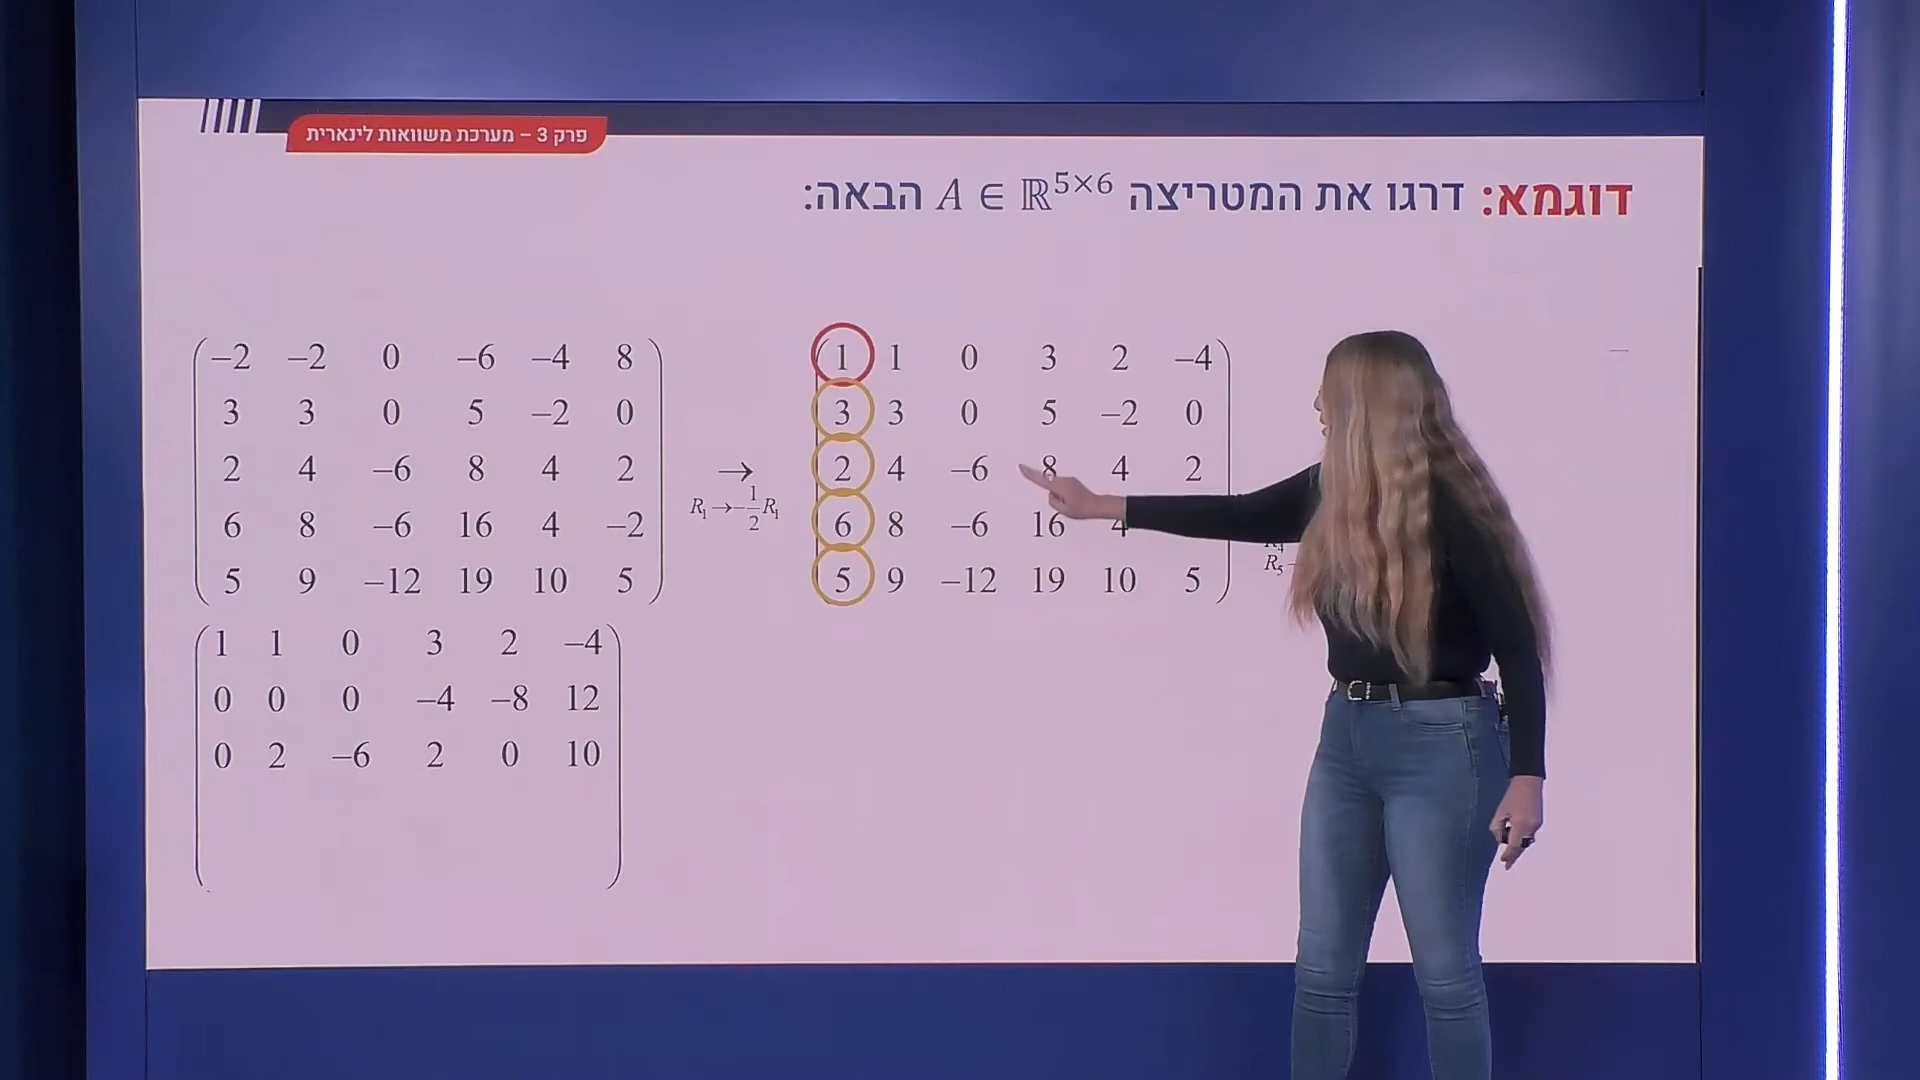 פרק 3 – מערכת משוואות לינארית
דוגמא: דרגו את המטריצה A ∈ ℝ^{5×6} הבאה:
−2 −2 0 −6 −4 8
3 3 0 5 −2 0
2 4 −6 8 4 2
6 8 −6 16 4 −2
5 9 −12 19 10 5
→
R₁→−1/2R₁
1 1 0 3 2 −4
3 3 0 5 −2 0
2 4 −6 8 4 2
6 8 −6 16 4
5 9 −12 19 10 5
R₅
1 1 0 3 2 −4
0 0 0 −4 −8 12
0 2 −6 2 0 10